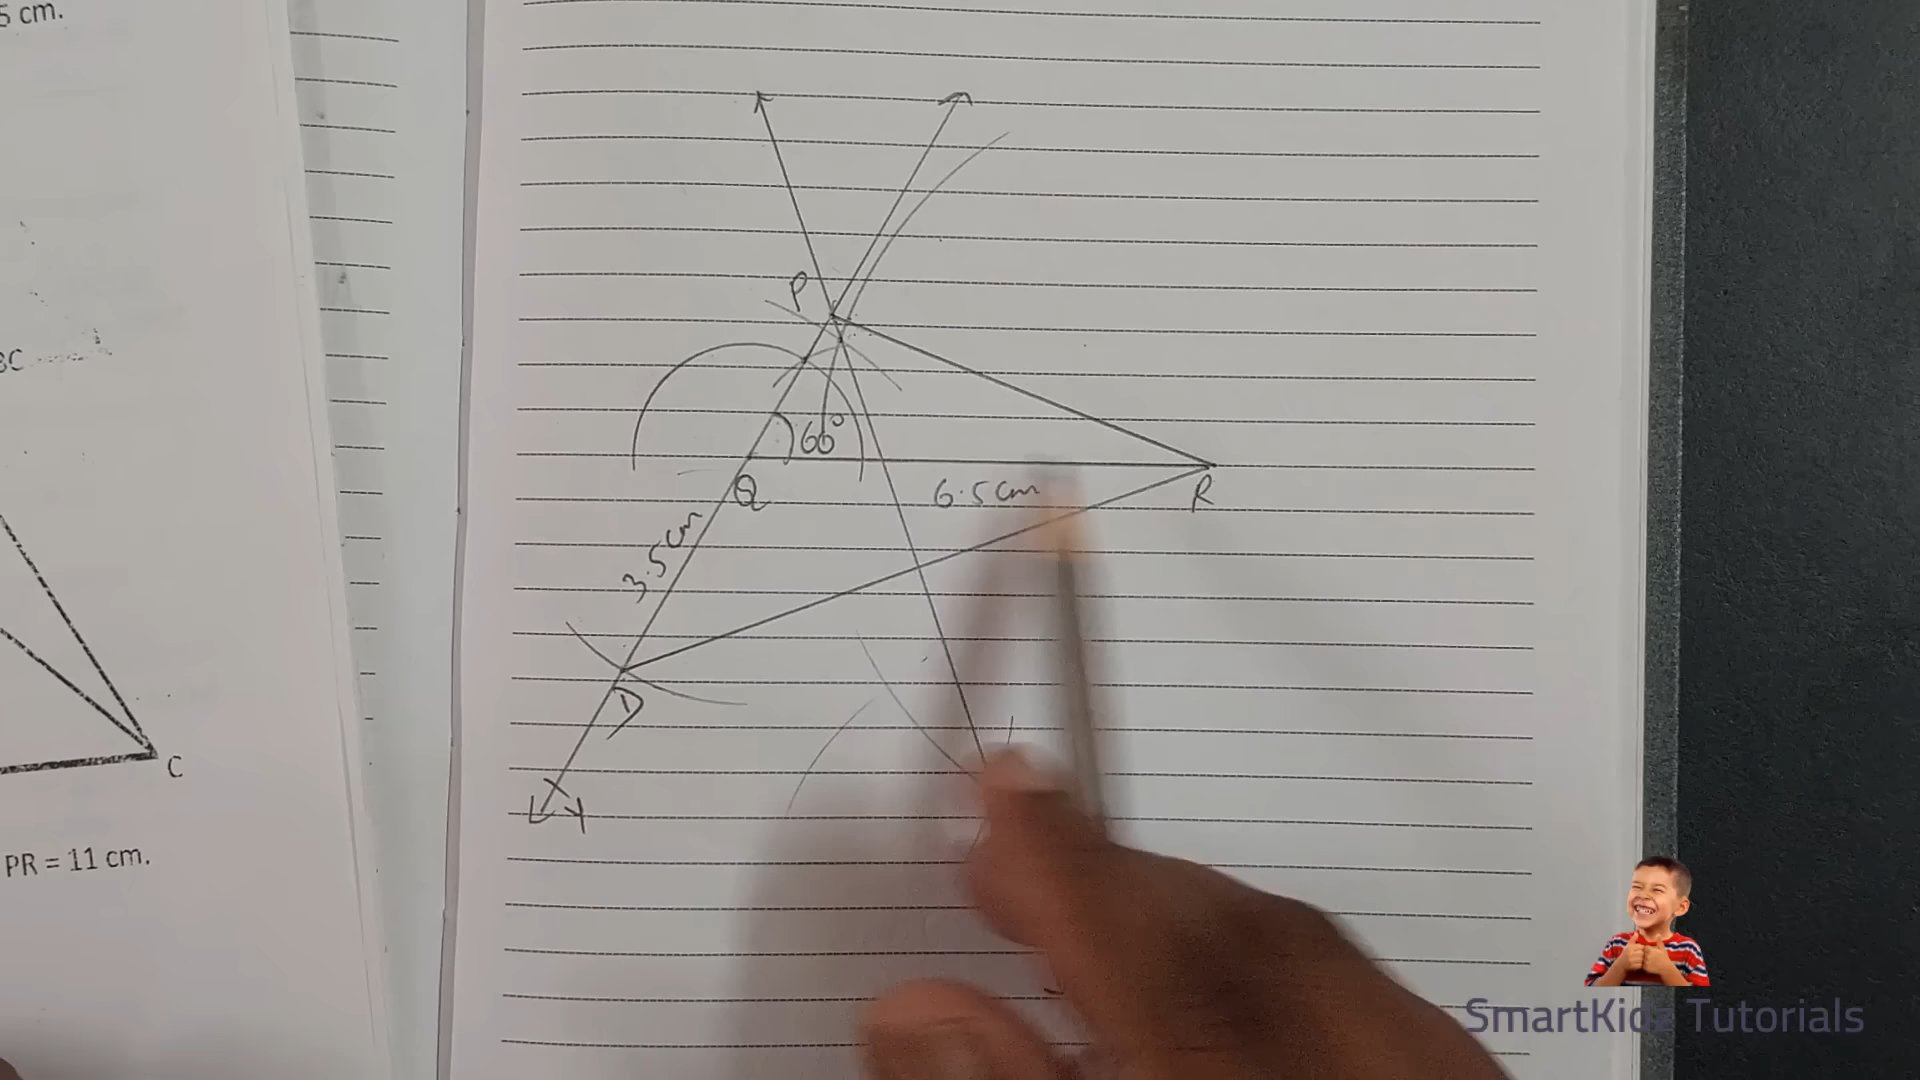 5 cm.
BC
C
PR = 11 cm.
P
60°
Q
6.5cm
R
3.5cm
D
Y
SmartKidz Tutorials